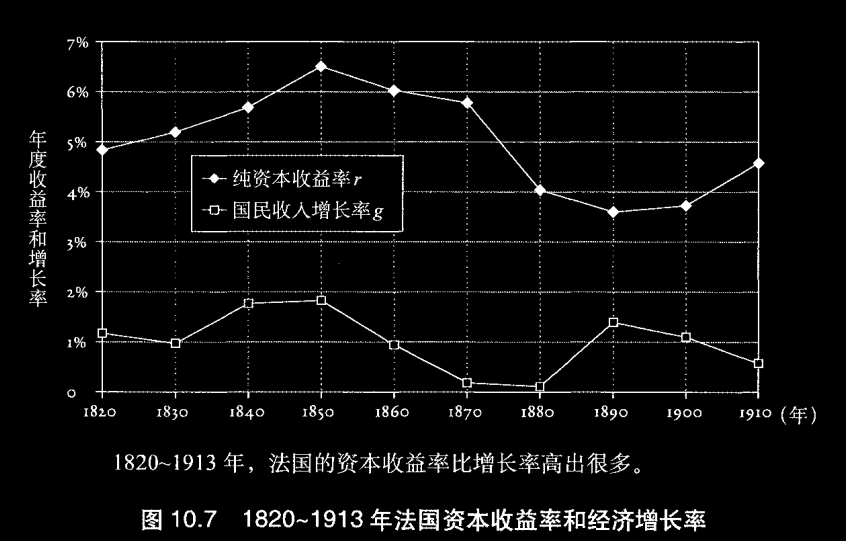 7%
6%
5%
4%
3%
2%
1%
0
年度收益率和增长率
纯资本收益率r
国民收入增长率g
1820 1830 1840 1850 1860 1870 1880 1890 1900 1910 (年)
1820~1913 年，法国的资本收益率比增长率高出很多。
图 10.7 1820~1913 年法国资本收益率和经济增长率